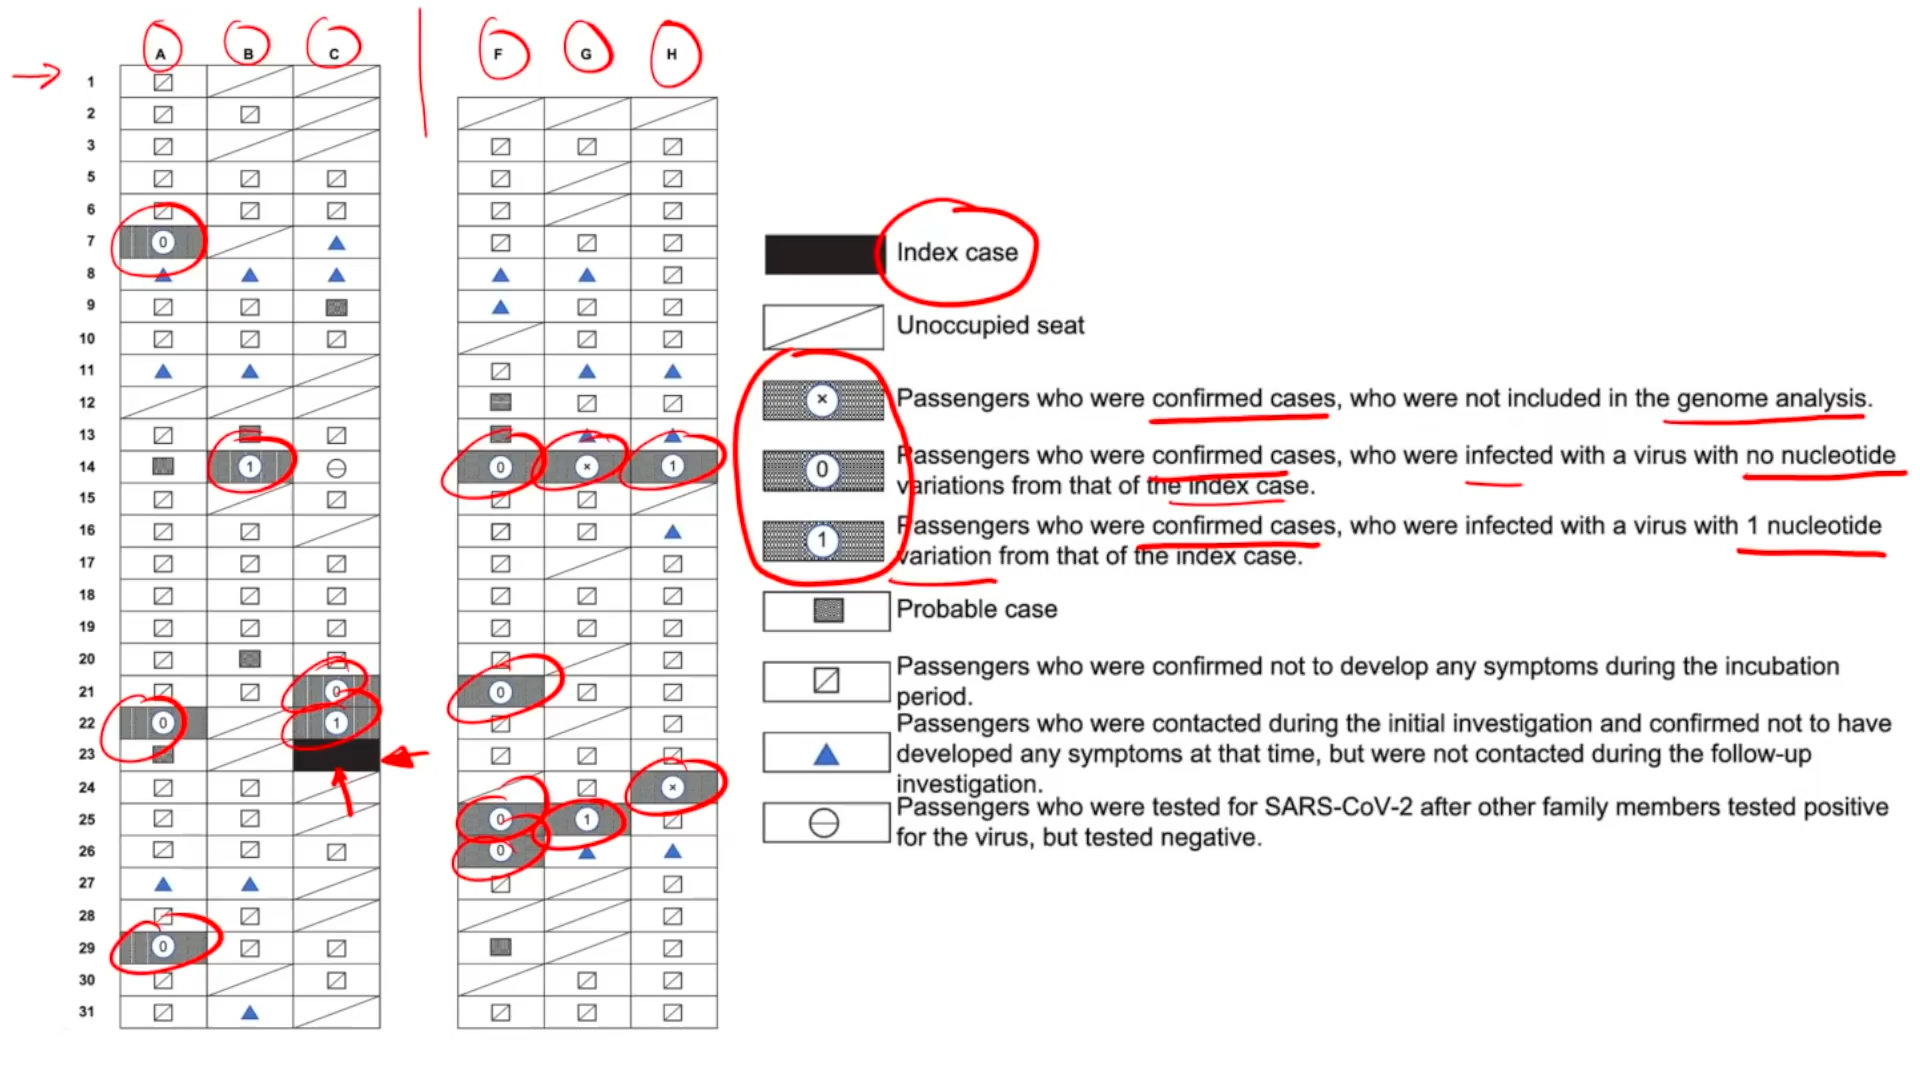 A B C F G H
1
2
3
5
6
7 0
8
9
10
11
12
13
14 1 0 × 1
15
16
17
18
19
20
21 0 0
22 0 1
23
24 ×
25 0 1
26 0
27
28
29 0
30
31
Index case
Unoccupied seat
× Passengers who were confirmed cases, who were not included in the genome analysis.
0 Passengers who were confirmed cases, who were infected with a virus with no nucleotide
variations from that of the index case.
1 Passengers who were confirmed cases, who were infected with a virus with 1 nucleotide
variation from that of the index case.
Probable case
Passengers who were confirmed not to develop any symptoms during the incubation
period.
Passengers who were contacted during the initial investigation and confirmed not to have
developed any symptoms at that time, but were not contacted during the follow-up
investigation.
Passengers who were tested for SARS-CoV-2 after other family members tested positive
for the virus, but tested negative.